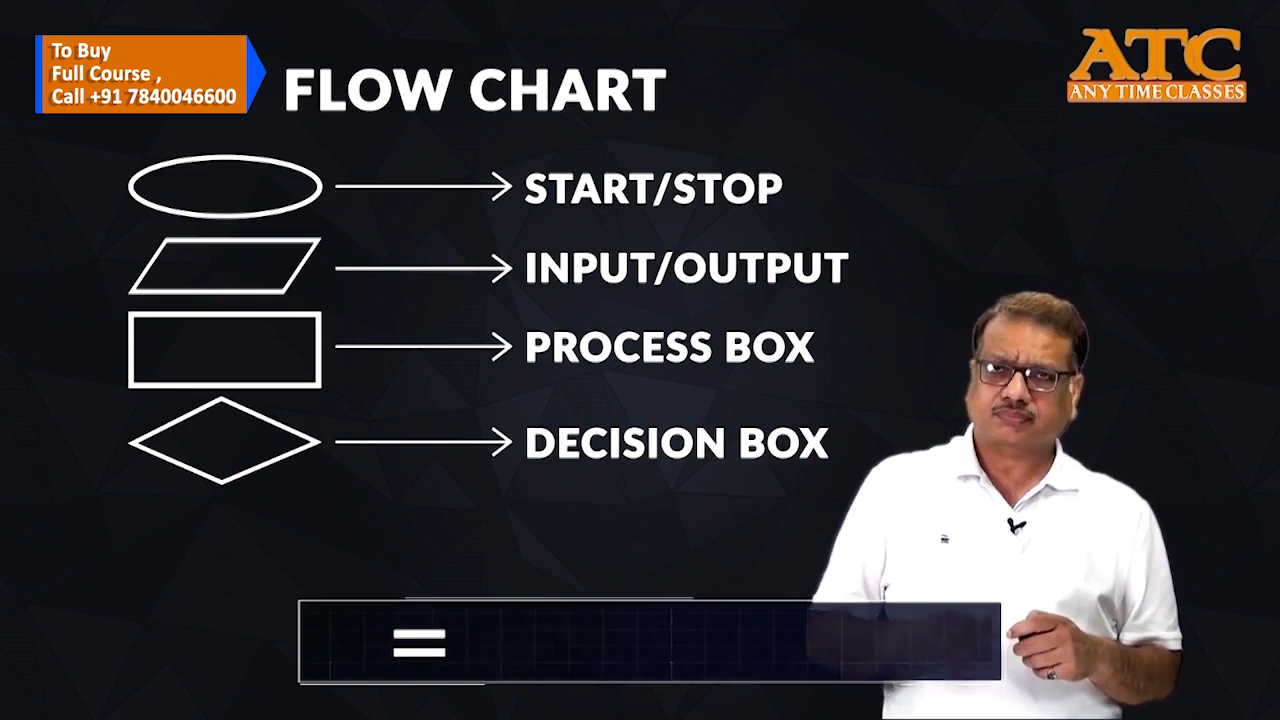 To Buy
Full Course ,
Call +91 7840046600
FLOW CHART
ATC
ANY TIME CLASSES
START/STOP
INPUT/OUTPUT
PROCESS BOX
DECISION BOX
=